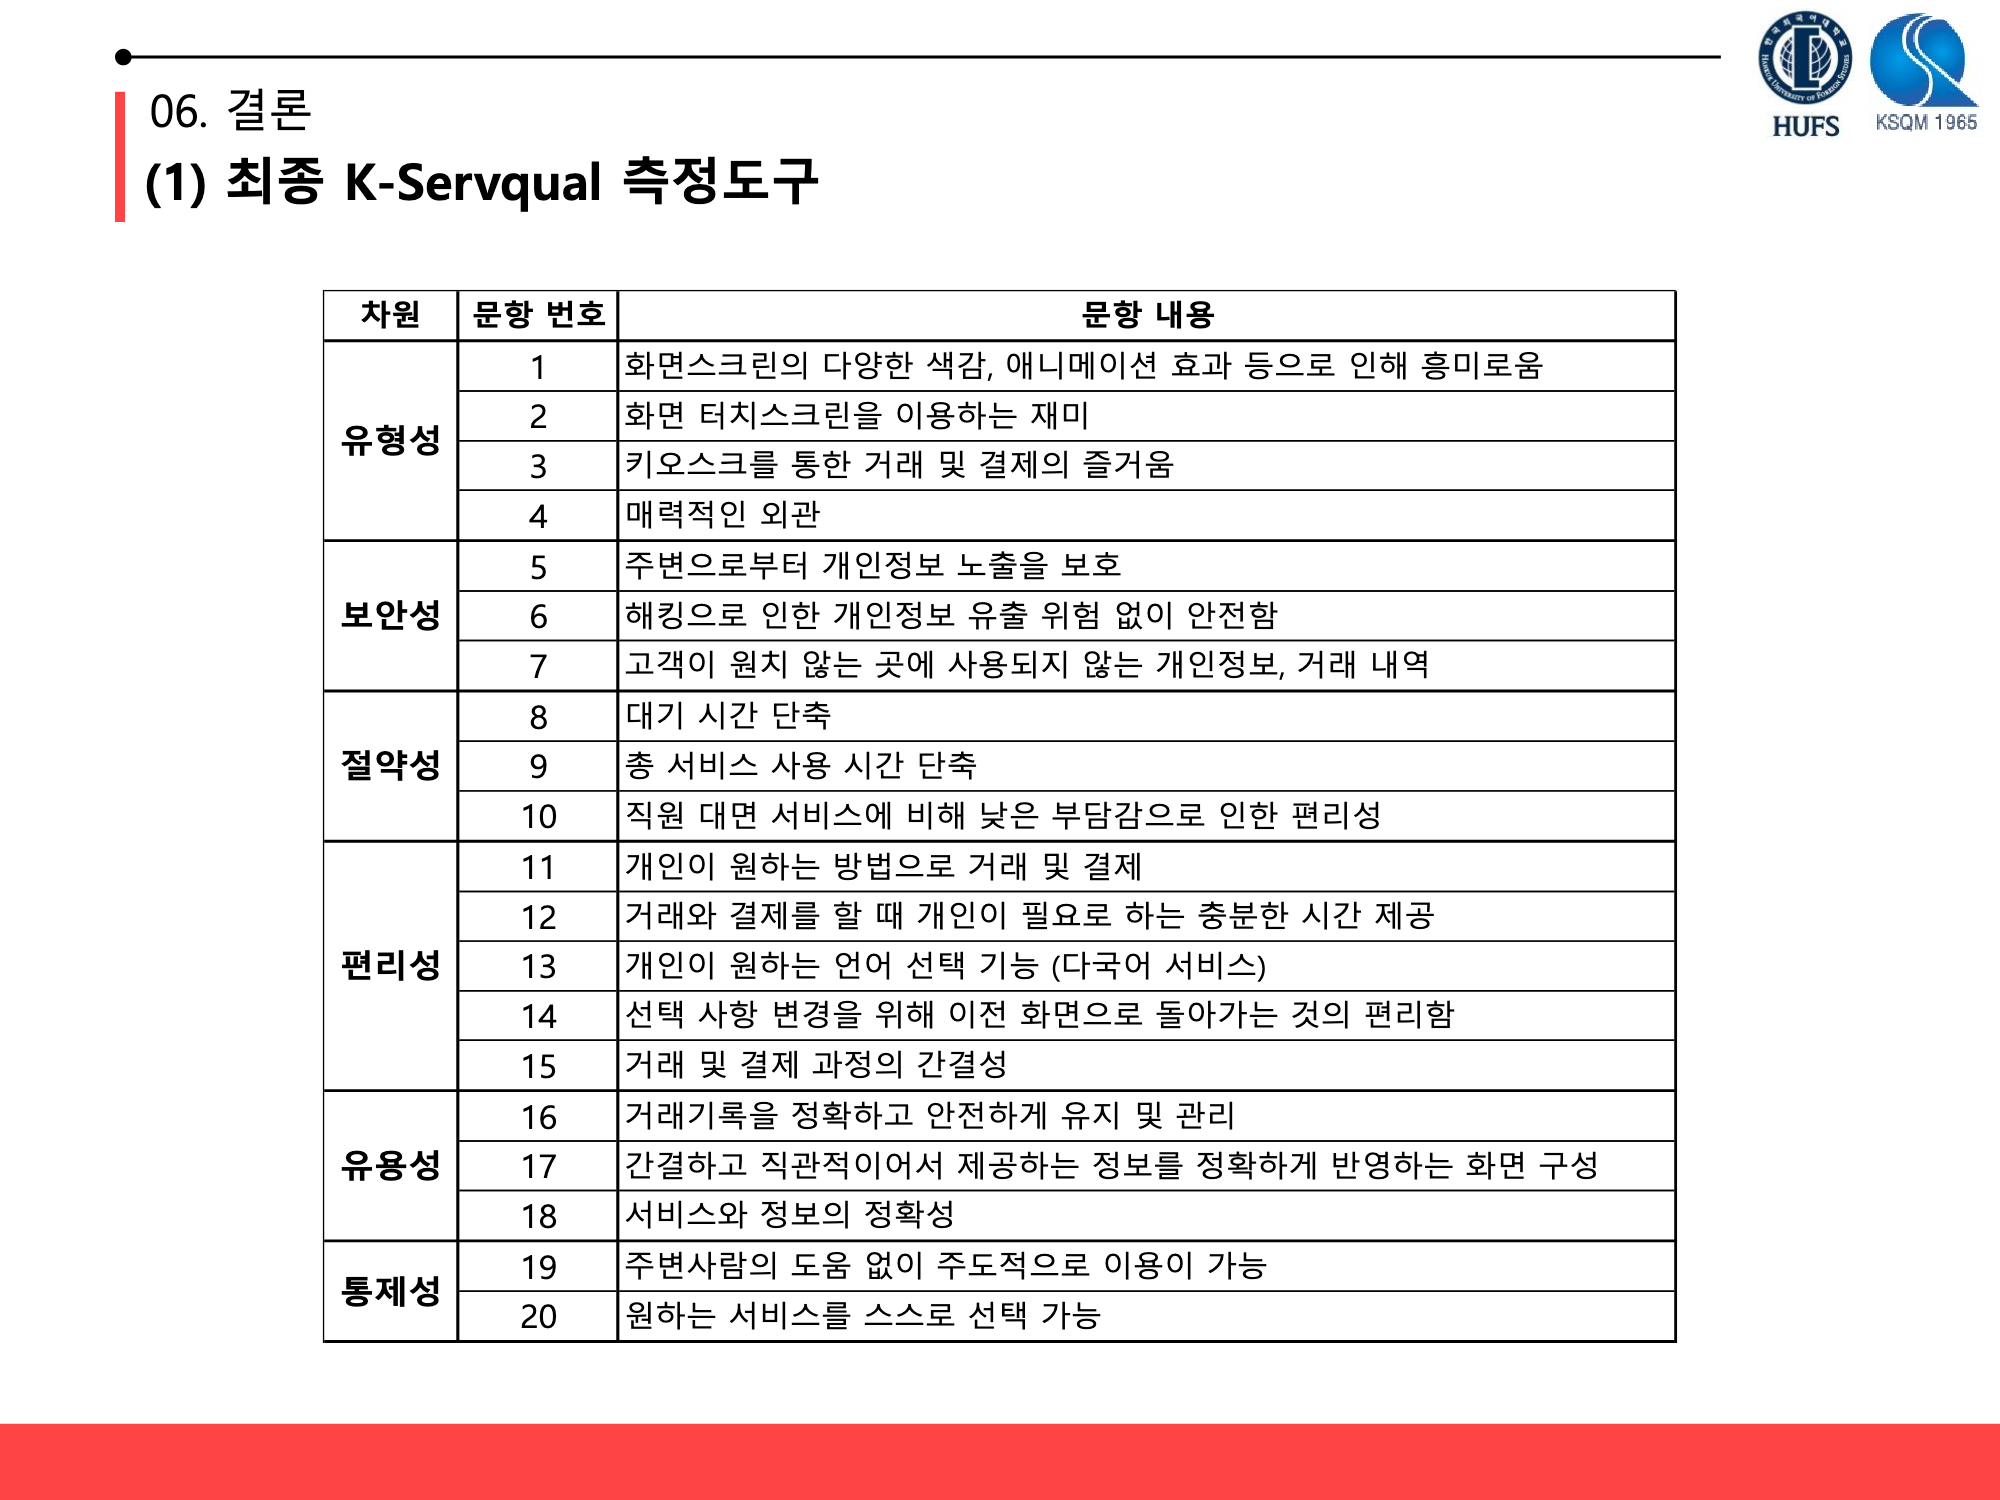 HUFS
KSQM 1965
06. 결론
(1) 최종 K-Servqual 측정도구
차원 문항 번호 문항 내용
유형성
1 화면스크린의 다양한 색감, 애니메이션 효과 등으로 인해 흥미로움
2 화면 터치스크린을 이용하는 재미
3 키오스크를 통한 거래 및 결제의 즐거움
4 매력적인 외관
보안성
5 주변으로부터 개인정보 노출을 보호
6 해킹으로 인한 개인정보 유출 위험 없이 안전함
7 고객이 원치 않는 곳에 사용되지 않는 개인정보, 거래 내역
절약성
8 대기 시간 단축
9 총 서비스 사용 시간 단축
10 직원 대면 서비스에 비해 낮은 부담감으로 인한 편리성
편리성
11 개인이 원하는 방법으로 거래 및 결제
12 거래와 결제를 할 때 개인이 필요로 하는 충분한 시간 제공
13 개인이 원하는 언어 선택 기능 (다국어 서비스)
14 선택 사항 변경을 위해 이전 화면으로 돌아가는 것의 편리함
15 거래 및 결제 과정의 간결성
유용성
16 거래기록을 정확하고 안전하게 유지 및 관리
17 간결하고 직관적이어서 제공하는 정보를 정확하게 반영하는 화면 구성
18 서비스와 정보의 정확성
통제성
19 주변사람의 도움 없이 주도적으로 이용이 가능
20 원하는 서비스를 스스로 선택 가능